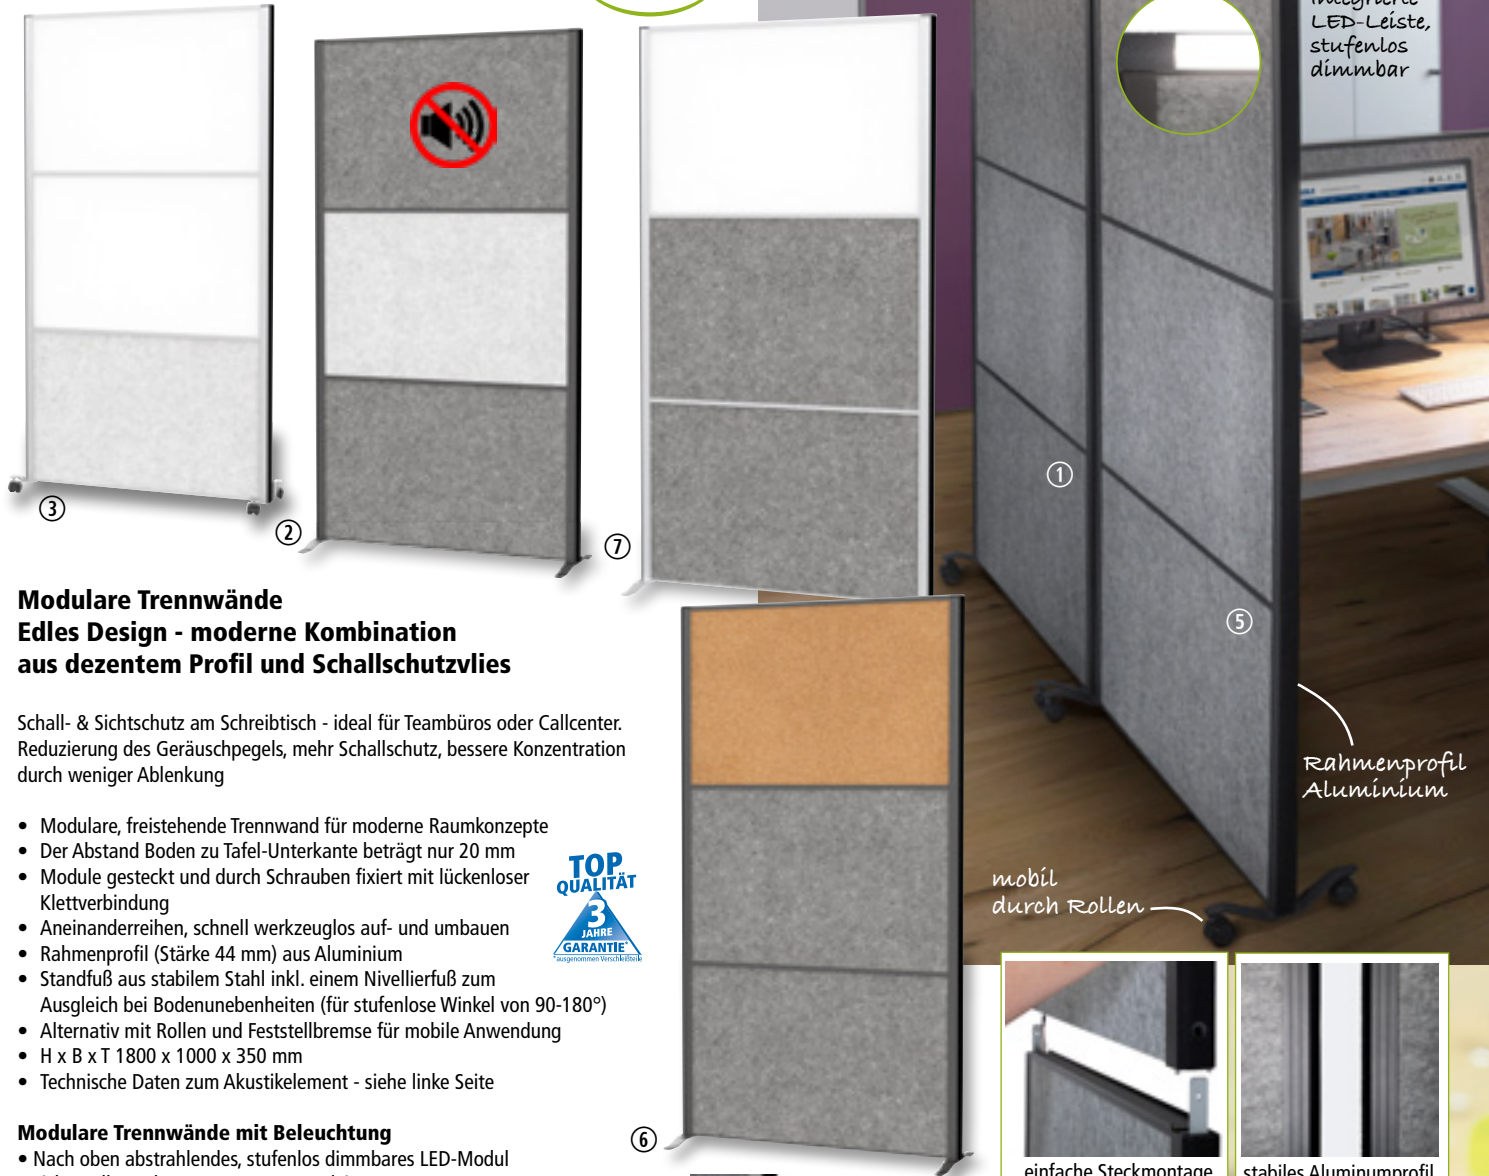 LED-Leiste,
stufenlos
dimmbar
③
②
⑦
①
⑤
Modulare Trennwände
Edles Design - moderne Kombination
aus dezentem Profil und Schallschutzvlies
Schall- & Sichtschutz am Schreibtisch - ideal für Teambüros oder Callcenter.
Reduzierung des Geräuschpegels, mehr Schallschutz, bessere Konzentration
durch weniger Ablenkung
• Modulare, freistehende Trennwand für moderne Raumkonzepte
• Der Abstand Boden zu Tafel-Unterkante beträgt nur 20 mm
• Module gesteckt und durch Schrauben fixiert mit lückenloser
Klettverbindung
• Aneinanderreihen, schnell werkzeuglos auf- und umbauen
• Rahmenprofil (Stärke 44 mm) aus Aluminium
• Standfuß aus stabilem Stahl inkl. einem Nivellierfuß zum
Ausgleich bei Bodenunebenheiten (für stufenlose Winkel von 90-180°)
• Alternativ mit Rollen und Feststellbremse für mobile Anwendung
• H x B x T 1800 x 1000 x 350 mm
• Technische Daten zum Akustikelement - siehe linke Seite
TOP
QUALITÄT
3
JAHRE
GARANTIE*
*ausgenommen Verschleißteile
Modulare Trennwände mit Beleuchtung
• Nach oben abstrahlendes, stufenlos dimmbares LED-Modul
⑥
Rahmenprofil
Aluminium
mobil
durch Rollen
einfache Steckmontage
stabiles Aluminumprofil